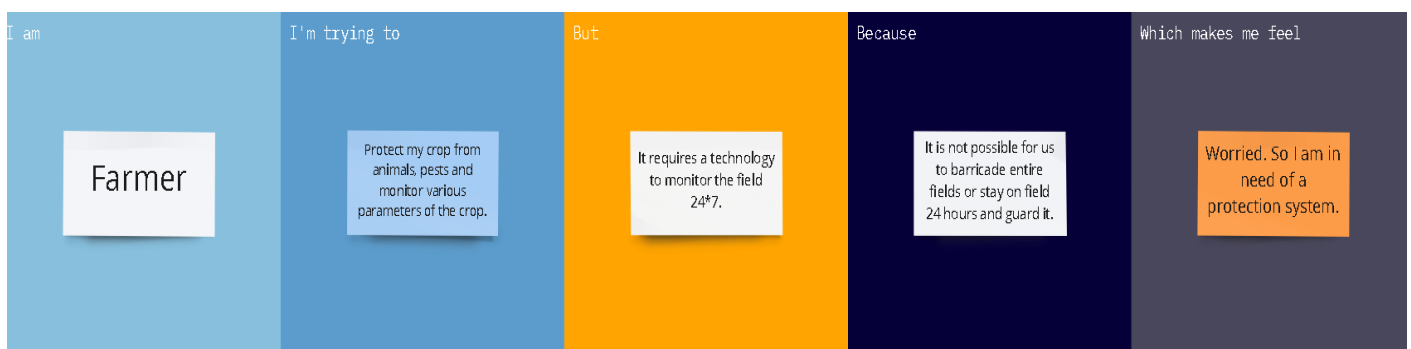 I am
Farmer
I'm trying to
Protect my crop from
animals, pests and
monitor various
parameters of the crop.
But
It requires a technology
to monitor the field
24*7.
Because
It is not possible for us
to barricade entire
fields or stay on field
24 hours and guard it.
Which makes me feel
Worried. So I am in
need of a
protection system.